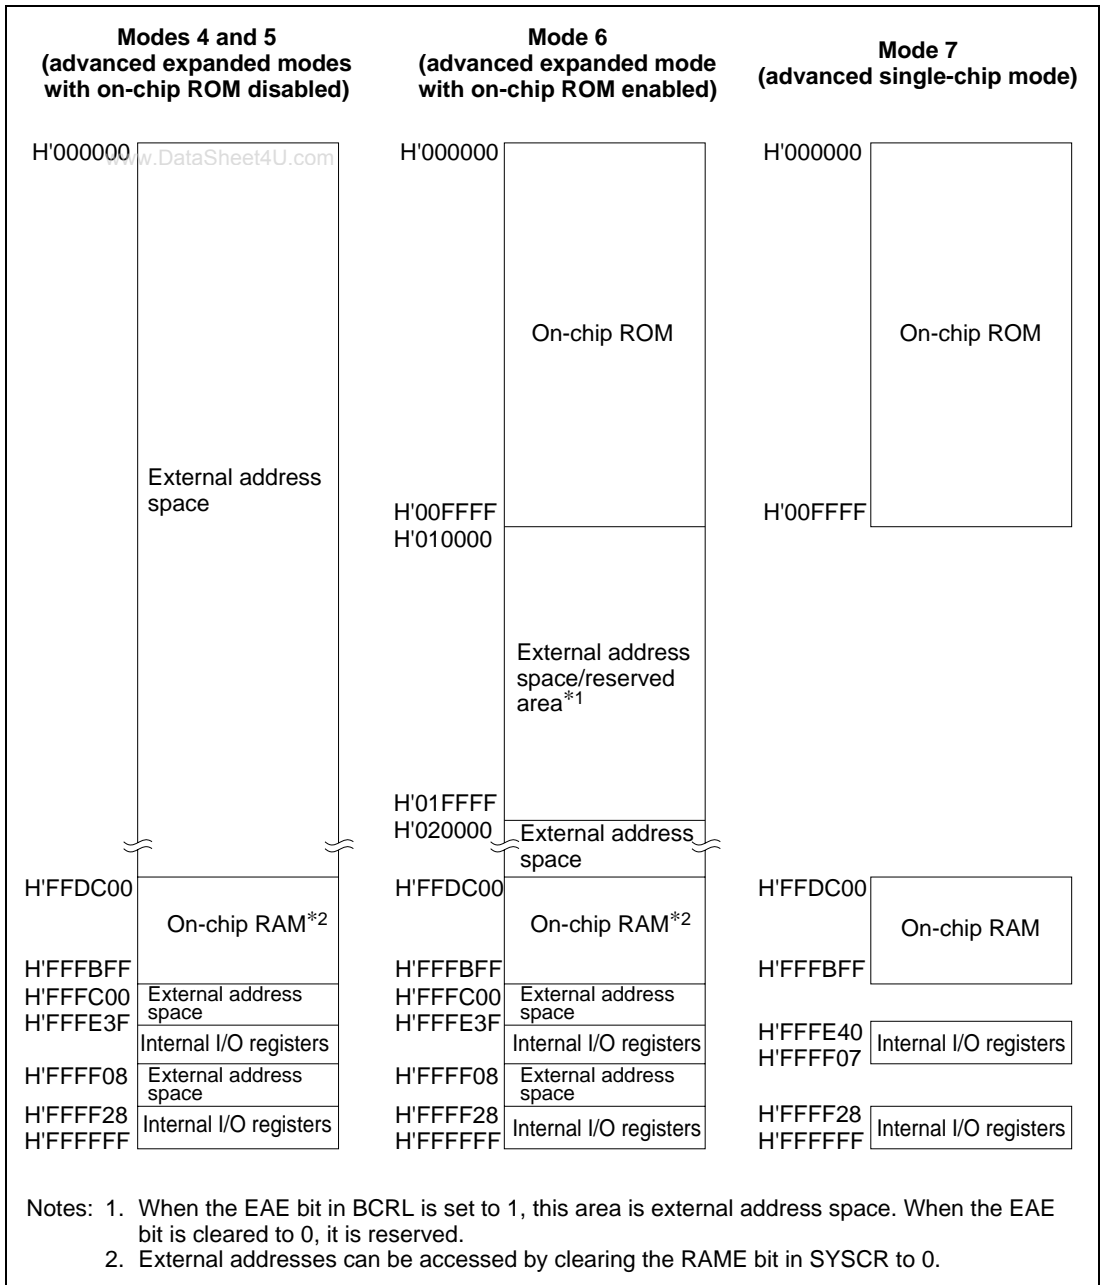 Modes 4 and 5
(advanced expanded modes
with on-chip ROM disabled)
Mode 6
(advanced expanded mode
with on-chip ROM enabled)
Mode 7
(advanced single-chip mode)
H'000000
www.DataSheet4U.com
External address
space
H'FFDC00
On-chip RAM*2
H'FFFBFF
H'FFFC00
External address
space
H'FFFE3F
Internal I/O registers
H'FFFF08
External address
space
H'FFFF28
Internal I/O registers
H'FFFFFF
H'000000
On-chip ROM
H'00FFFF
H'010000
External address
space/reserved
area*1
H'01FFFF
H'020000
External address
space
H'FFDC00
On-chip RAM*2
H'FFFBFF
H'FFFC00
External address
space
H'FFFE3F
Internal I/O registers
H'FFFF08
External address
space
H'FFFF28
Internal I/O registers
H'FFFFFF
H'000000
On-chip ROM
H'00FFFF
H'FFDC00
On-chip RAM
H'FFFBFF
H'FFFE40
Internal I/O registers
H'FFFF07
H'FFFF28
Internal I/O registers
H'FFFFFF
Notes: 1. When the EAE bit in BCRL is set to 1, this area is external address space. When the EAE
bit is cleared to 0, it is reserved.
2. External addresses can be accessed by clearing the RAME bit in SYSCR to 0.